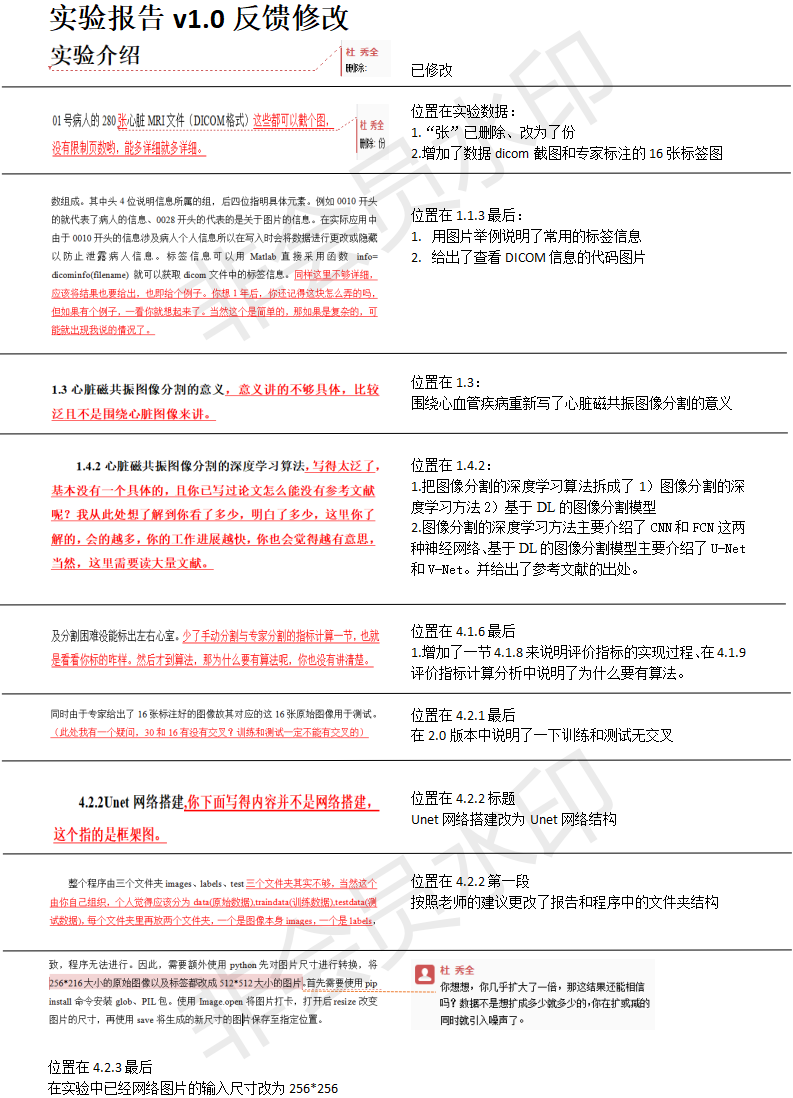 实验报告 v1.0 反馈修改
实验介绍
杜 秀全
删除:
已修改
01 号病人的 280 张心脏 MRI 文件（DICOM 格式）这些都可以截个图，
没有限制页数哟，能多详细就多详细。
杜 秀全
删除: 份
位置在实验数据：
1.“张”已删除、改为了份
2.增加了数据 dicom 截图和专家标注的 16 张标签图
数组成。其中头 4 位说明信息所属的组，后四位指明具体元素。例如 0010 开头
的就代表了病人的信息、0028 开头的代表的是关于图片的信息。在实际应用中
由于 0010 开头的信息涉及病人个人信息所以在写入时会将数据进行更改或隐藏
以防止泄露病人信息。标签信息可以用 Matlab 直接采用函数 info=
dicominfo(filename) 就可以获取 dicom 文件中的标签信息。同样这里不够详细，
应该将结果也要给出，也即给个例子。你想 1 年后，你还记得这块怎么弄的吗，
但如果有个例子，一看你就想起来了。当然这个是简单的，那如果是复杂的，可
能就出现我说的情况了。
位置在 1.1.3 最后：
1. 用图片举例说明了常用的标签信息
2. 给出了查看 DICOM 信息的代码图片
1.3 心脏磁共振图像分割的意义，意义讲的不够具体，比较
泛且不是围绕心脏图像来讲。
位置在 1.3：
围绕心血管疾病重新写了心脏磁共振图像分割的意义
1.4.2 心脏磁共振图像分割的深度学习算法，写得太泛了，
基本没有一个具体的，且你已写过论文怎么能没有参考文献
呢？我从此处想了解到你看了多少，明白了多少，这里你了
解的，会的越多，你的工作进展越快，你也会觉得越有意思，
当然，这里需要读大量文献。
位置在 1.4.2：
1.把图像分割的深度学习算法拆成了 1）图像分割的深
度学习方法 2）基于 DL 的图像分割模型
2.图像分割的深度学习方法主要介绍了 CNN 和 FCN 这两
种神经网络、基于 DL 的图像分割模型主要介绍了 U-Net
和 V-Net。并给出了参考文献的出处。
及分割困难没能标出左右心室。少了手动分割与专家分割的指标计算一节，也就
是看看你标的咋样。然后才到算法，那为什么要有算法呢，你也没有讲清楚。
位置在 4.1.6 最后
1.增加了一节 4.1.8 来说明评价指标的实现过程、在 4.1.9
评价指标计算分析中说明了为什么要有算法。
同时由于专家给出了 16 张标注好的图像故其对应的这 16 张原始图像用于测试。
（此处我有一个疑问，30 和 16 有没有交叉？训练和测试一定不能有交叉的）
位置在 4.2.1 最后
在 2.0 版本中说明了一下训练和测试无交叉
4.2.2Unet 网络搭建,你下面写得内容并不是网络搭建，
这个指的是框架图。
位置在 4.2.2 标题
Unet 网络搭建改为 Unet 网络结构
整个程序由三个文件夹 images、labels、test 三个文件夹其实不够，当然这个
由你自己组织，个人觉得应该分为 data(原始数据),traindata(训练数据),testdata(测
试数据)，每个文件夹里再放两个文件夹，一个是图像本身 images，一个是 labels，
位置在 4.2.2 第一段
按照老师的建议更改了报告和程序中的文件夹结构
致，程序无法进行。因此，需要额外使用 python 先对图片尺寸进行转换，将
256*216 大小的原始图像以及标签都改成 512*512 大小的图片。首先需要使用 pip
install 命令安装 glob、PIL 包。使用 Image.open 将图片打卡，打开后 resize 改变
图片的尺寸，再使用 save 将生成的新尺寸的图片保存至指定位置。
杜 秀全
你想想，你几乎扩大了一倍，那这结果还能相信
吗？数据不是想扩成多少就多少的，你在扩或减的
同时就引入噪声了。
位置在 4.2.3 最后
在实验中已经网络图片的输入尺寸改为 256*256
非会员水印
非会员水印